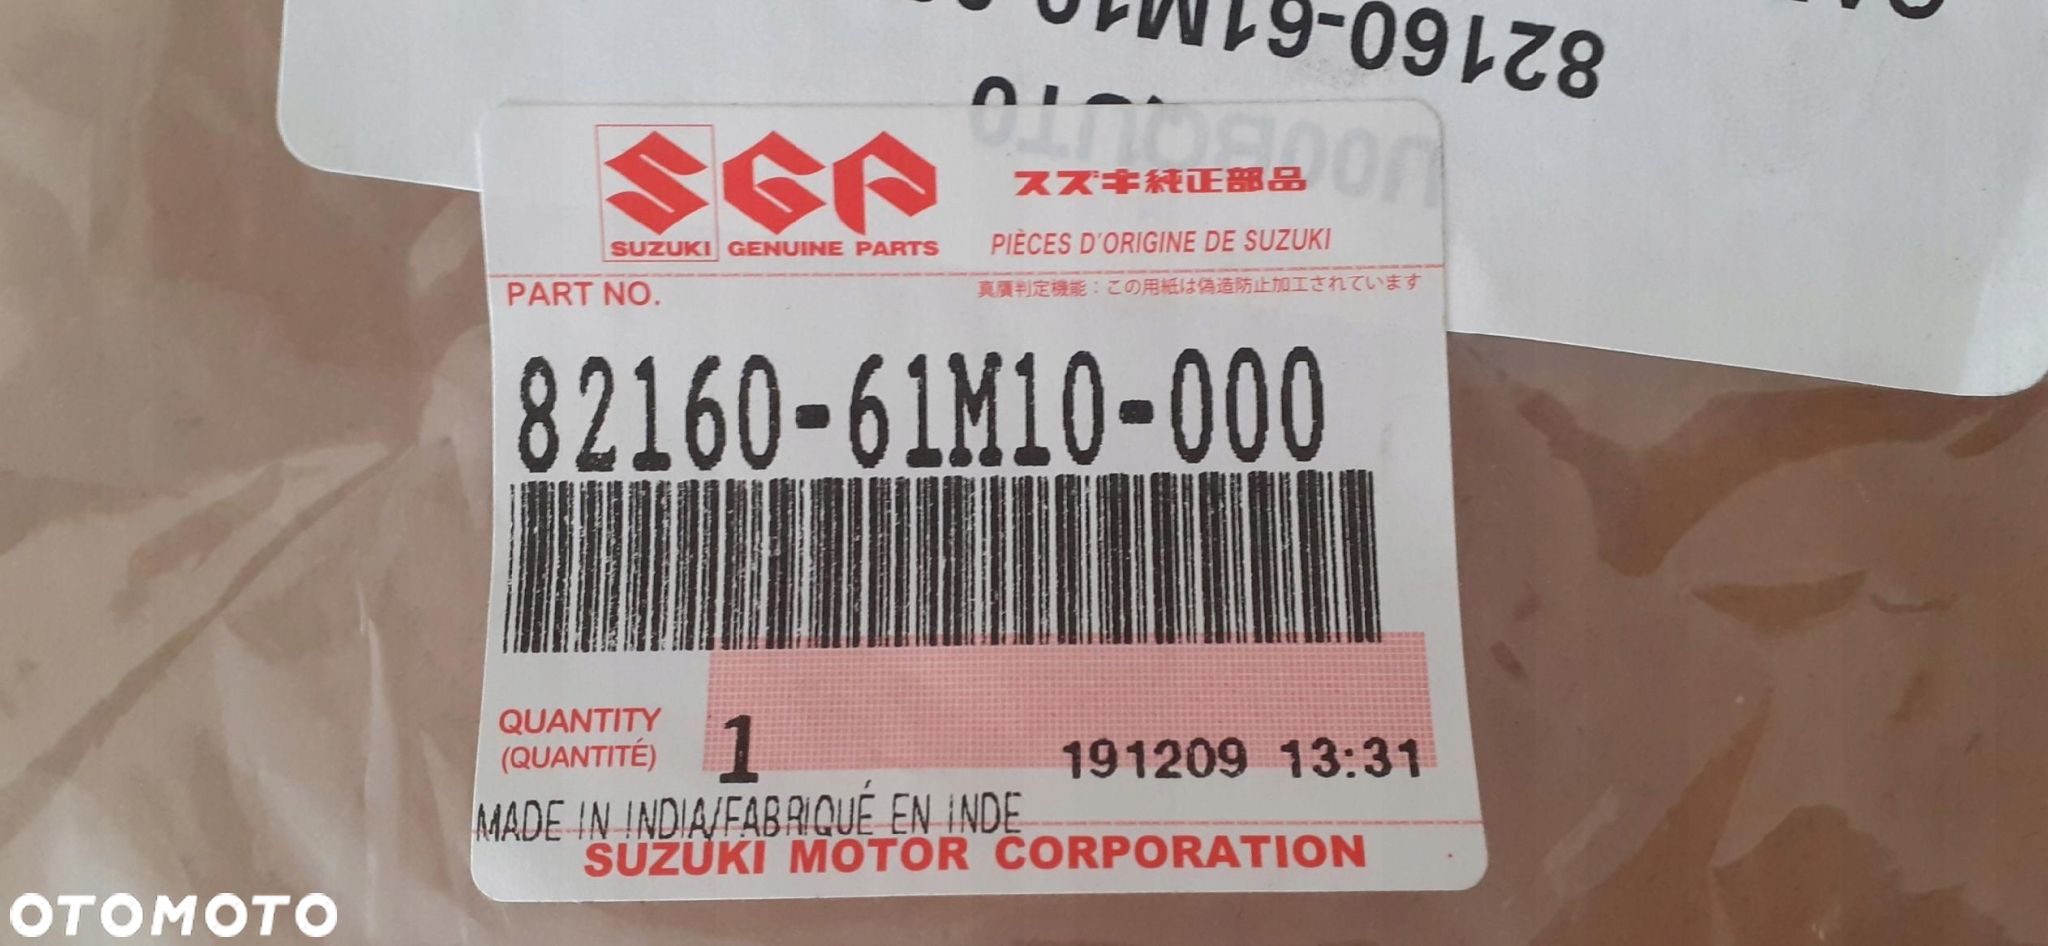 82160-61M10
SUZUKI GENUINE PARTS
スズキ純正部品
PIÈCES D'ORIGINE DE SUZUKI
PART NO.
真贋判定機能：この用紙は偽造防止加工されています
82160-61M10-000
QUANTITY
(QUANTITÉ)
1
191209 13:31
MADE IN INDIA/FABRIQUÉ EN INDE
SUZUKI MOTOR CORPORATION
OTOMOTO